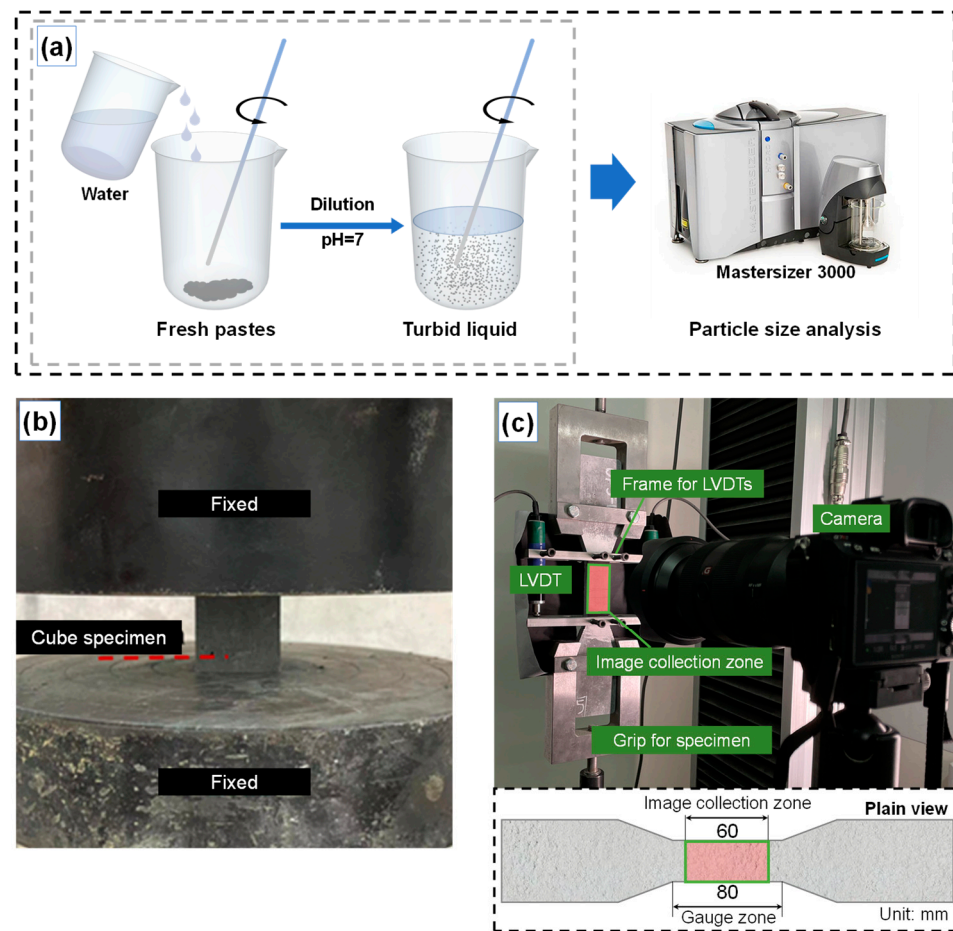 (a)
Water
Dilution
pH=7
Fresh pastes
Turbid liquid
MASTERSIZER
Mastersizer 3000
Particle size analysis
(b)
Fixed
Cube specimen
Fixed
(c)
Frame for LVDTs
Camera
LVDT
Image collection zone
Grip for specimen
Image collection zone
Plain view
60
80
Gauge zone
Unit: mm